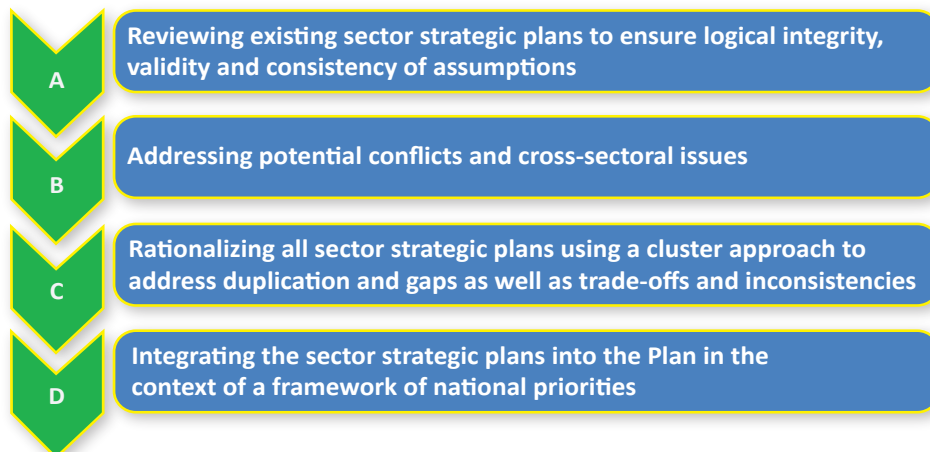 A
Reviewing existing sector strategic plans to ensure logical integrity,
validity and consistency of assumptions
B
Addressing potential conflicts and cross-sectoral issues
C
Rationalizing all sector strategic plans using a cluster approach to
address duplication and gaps as well as trade-offs and inconsistencies
D
Integrating the sector strategic plans into the Plan in the
context of a framework of national priorities